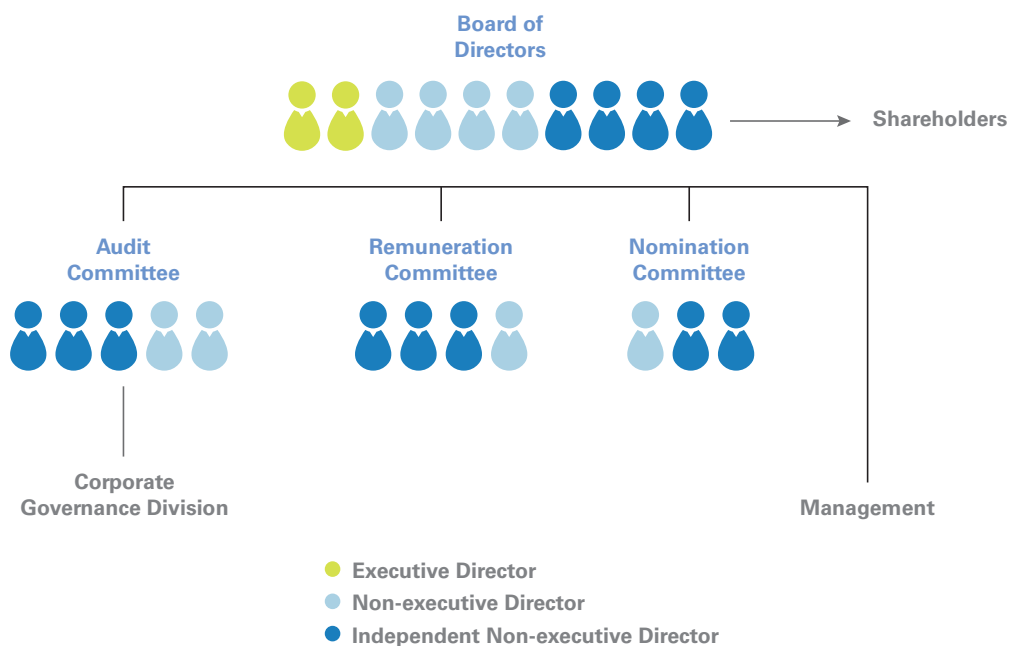 Board of
Directors
Shareholders
Audit
Committee
Remuneration
Committee
Nomination
Committee
Corporate
Governance Division
Management
Executive Director
Non-executive Director
Independent Non-executive Director